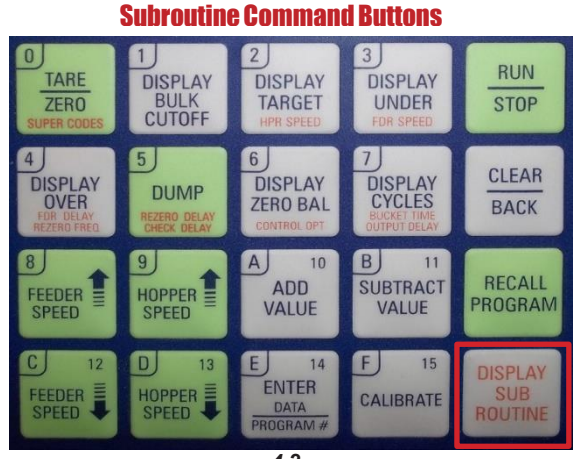 Subroutine Command Buttons
0
TARE
ZERO
SUPER CODES
1
DISPLAY
BULK
CUTOFF
2
DISPLAY
TARGET
HPR SPEED
3
DISPLAY
UNDER
FDR SPEED
RUN
STOP
4
DISPLAY
OVER
FDR DELAY
REZERO FREQ.
5
DUMP
REZERO DELAY
CHECK DELAY
6
DISPLAY
ZERO BAL
CONTROL OPT
7
DISPLAY
CYCLES
BUCKET TIME
OUTPUT DELAY
CLEAR
BACK
8
FEEDER
SPEED
9
HOPPER
SPEED
A 10
ADD
VALUE
B 11
SUBTRACT
VALUE
RECALL
PROGRAM
C 12
FEEDER
SPEED
D 13
HOPPER
SPEED
E 14
ENTER
DATA
PROGRAM #
F 15
CALIBRATE
DISPLAY
SUB
ROUTINE